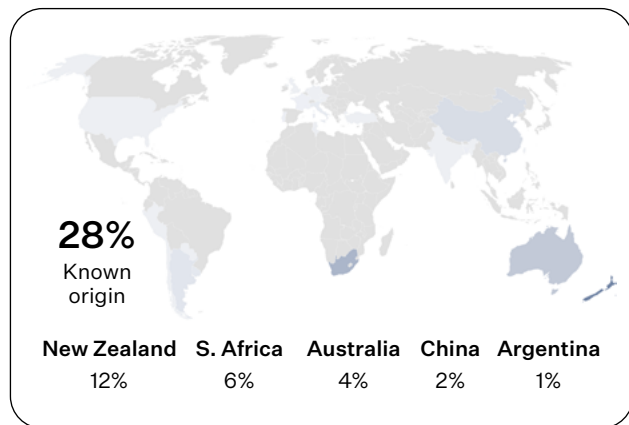 28%
Known
origin
New Zealand S. Africa Australia China Argentina
12% 6% 4% 2% 1%